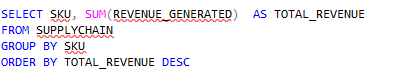 SELECT SKU, SUM(REVENUE_GENERATED)  AS TOTAL_REVENUE
FROM SUPPLYCHAIN
GROUP BY SKU
ORDER BY TOTAL_REVENUE DESC